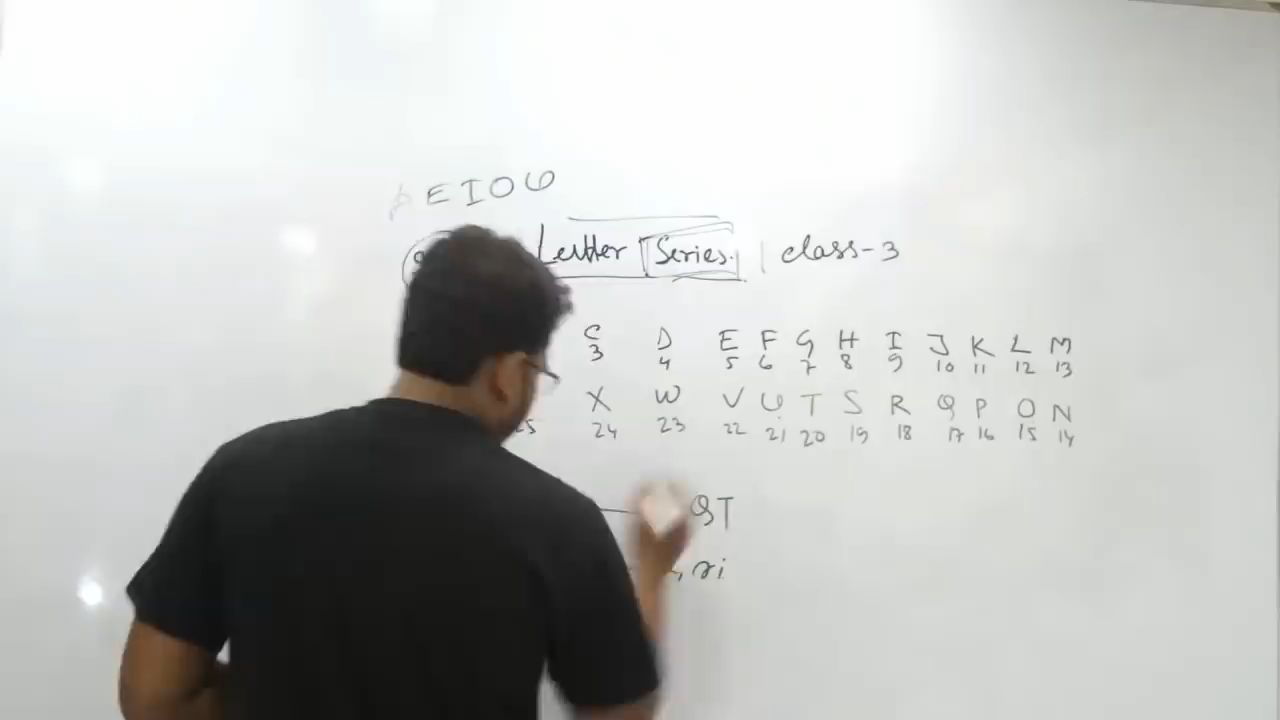 EIOU
Letter Series. | class-3
C D E F G H I J K L M
3 4 5 6 7 8 9 10 11 12 13
X W V U T S R Q P O N
25 24 23 22 21 20 19 18 17 16 15 14
QT